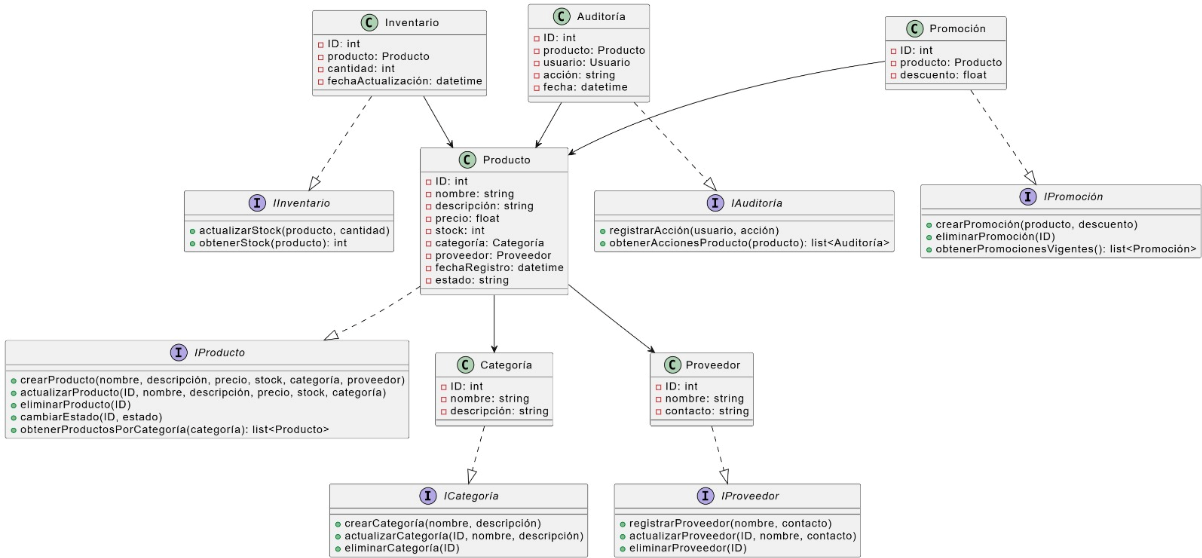 Inventario
ID: int
producto: Producto
cantidad: int
fechaActualización: datetime
Auditoría
ID: int
producto: Producto
usuario: Usuario
acción: string
fecha: datetime
Promoción
ID: int
producto: Producto
descuento: float
Producto
ID: int
nombre: string
descripción: string
precio: float
stock: int
categoría: Categoría
proveedor: Proveedor
fechaRegistro: datetime
estado: string
IInventario
actualizarStock(producto, cantidad)
obtenerStock(producto): int
IAuditoría
registrarAcción(usuario, acción)
obtenerAccionesProducto(producto): list<Auditoría>
IPromoción
crearPromoción(producto, descuento)
eliminarPromoción(ID)
obtenerPromocionesVigentes(): list<Promoción>
IProducto
crearProducto(nombre, descripción, precio, stock, categoría, proveedor)
actualizarProducto(ID, nombre, descripción, precio, stock, categoría)
eliminarProducto(ID)
cambiarEstado(ID, estado)
obtenerProductosPorCategoría(categoría): list<Producto>
Categoría
ID: int
nombre: string
descripción: string
Proveedor
ID: int
nombre: string
contacto: string
ICategoría
crearCategoría(nombre, descripción)
actualizarCategoría(ID, nombre, descripción)
eliminarCategoría(ID)
IProveedor
registrarProveedor(nombre, contacto)
actualizarProveedor(ID, nombre, contacto)
eliminarProveedor(ID)